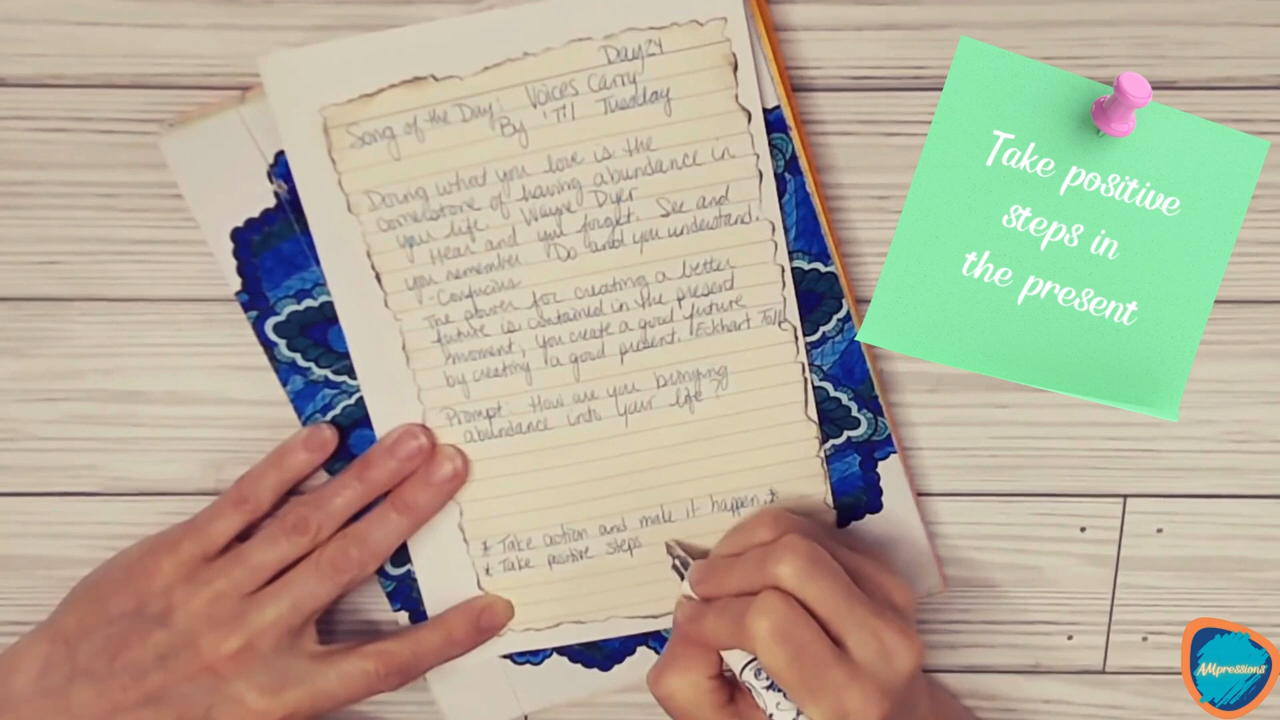 Day 24
Song of the Day: Voices Carry
By 'Til Tuesday
Doing what you love is the
cornerstone of having abundance in
your life. Wayne Dyer
Hear and you forget. See and
you remember. Do and you understand.
-Confucius
The power for creating a better
future is contained in the present
moment, you create a good future
by creating a good present. Eckhart Tolle
Prompt: How are you bringing
abundance into your life?
* Take action and make it happen.*
* Take positive steps
Take positive
steps in
the present
AMpressions